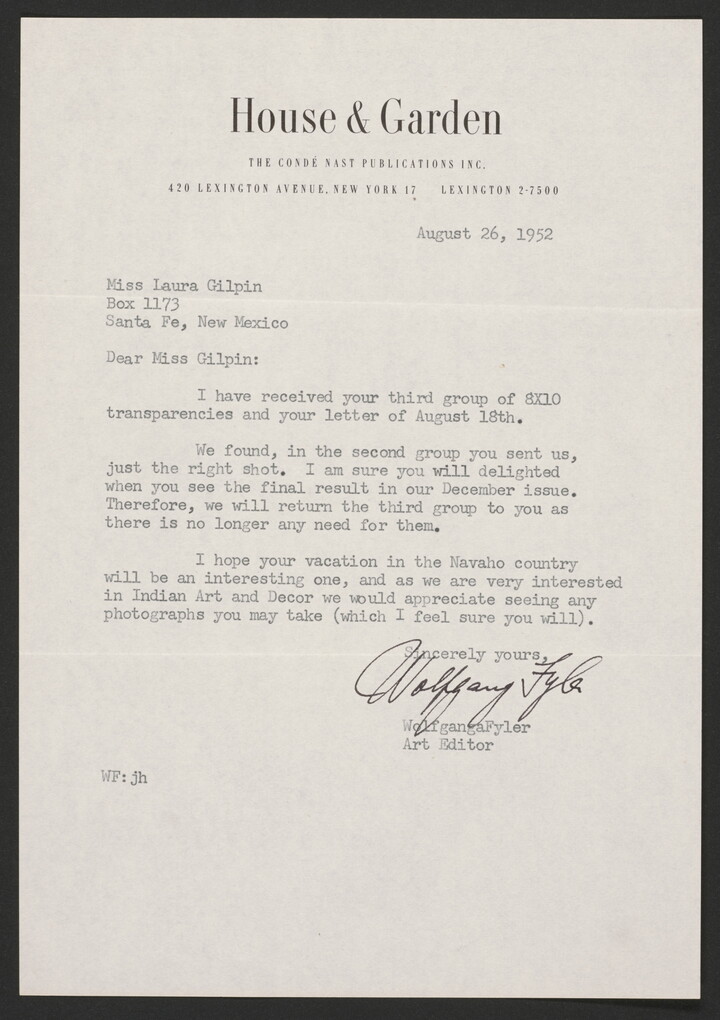 House & Garden
THE CONDÉ NAST PUBLICATIONS INC.
420 LEXINGTON AVENUE, NEW YORK 17 LEXINGTON 2-7500
August 26, 1952
Miss Laura Gilpin
Box 1173
Santa Fe, New Mexico
Dear Miss Gilpin:
I have received your third group of 8X10
transparencies and your letter of August 18th.
We found, in the second group you sent us,
just the right shot. I am sure you will delighted
when you see the final result in our December issue.
Therefore, we will return the third group to you as
there is no longer any need for them.
I hope your vacation in the Navaho country
will be an interesting one, and as we are very interested
in Indian Art and Decor we would appreciate seeing any
photographs you may take (which I feel sure you will).
Sincerely yours,
Wolfgang Fyler
WolfgangaFyler
Art Editor
WF:jh